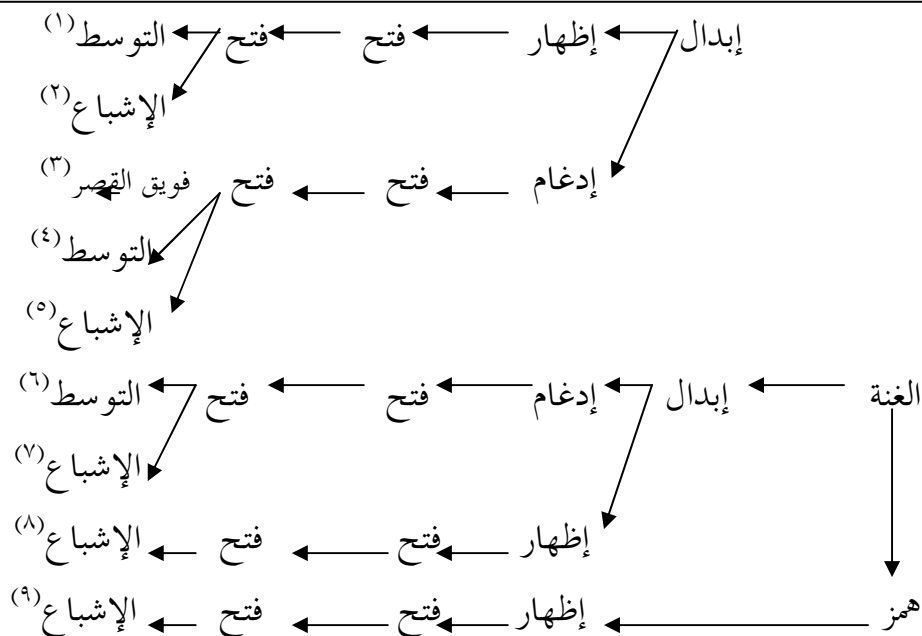 إبدال إظهار فتح فتح التوسط(١)
الإشباع(٢)
إدغام فتح فتح فويق القصر(٣)
التوسط(٤)
الإشباع(٥)
الغنة إبدال إدغام فتح فتح التوسط(٦)
الإشباع(٧)
إظهار فتح فتح الإشباع(٨)
همز إظهار فتح فتح الإشباع(٩)